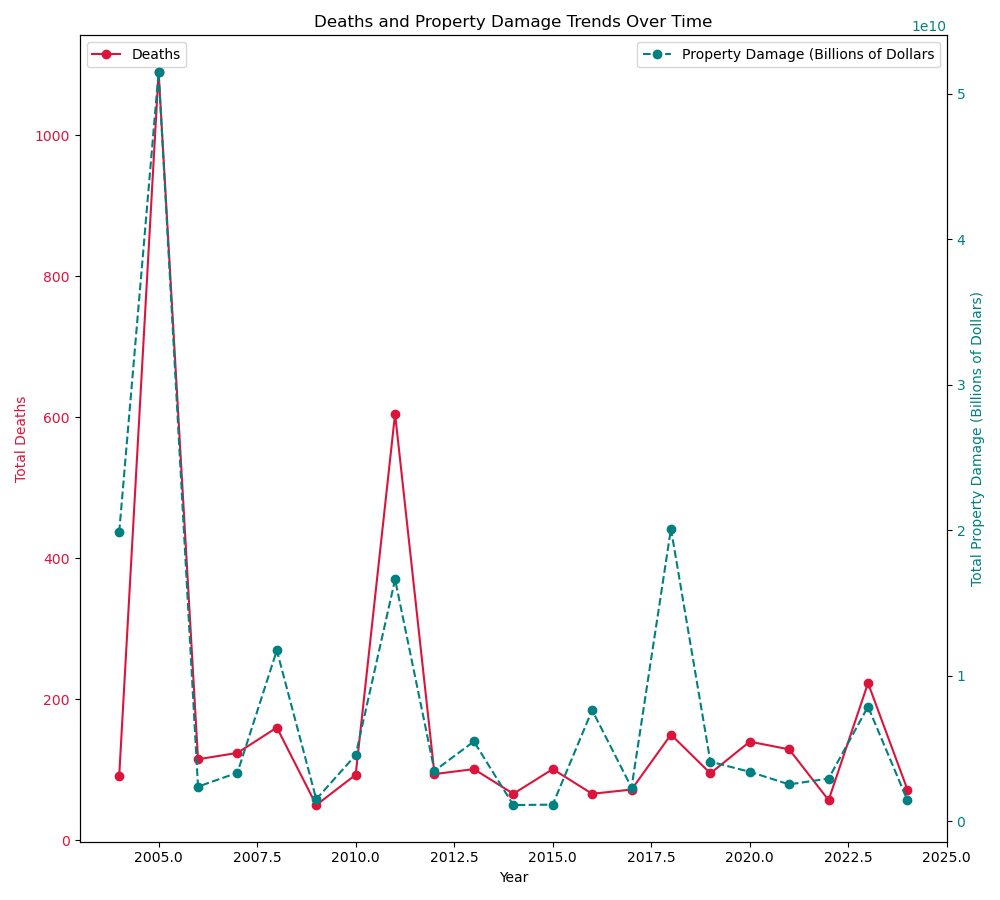 Deaths and Property Damage Trends Over Time
1e10
Deaths
Property Damage (Billions of Dollars
Total Deaths
1000
800
600
400
200
0
5
4
3
2
1
0
Total Property Damage (Billions of Dollars)
2005.0 2007.5 2010.0 2012.5 2015.0 2017.5 2020.0 2022.5 2025.0
Year